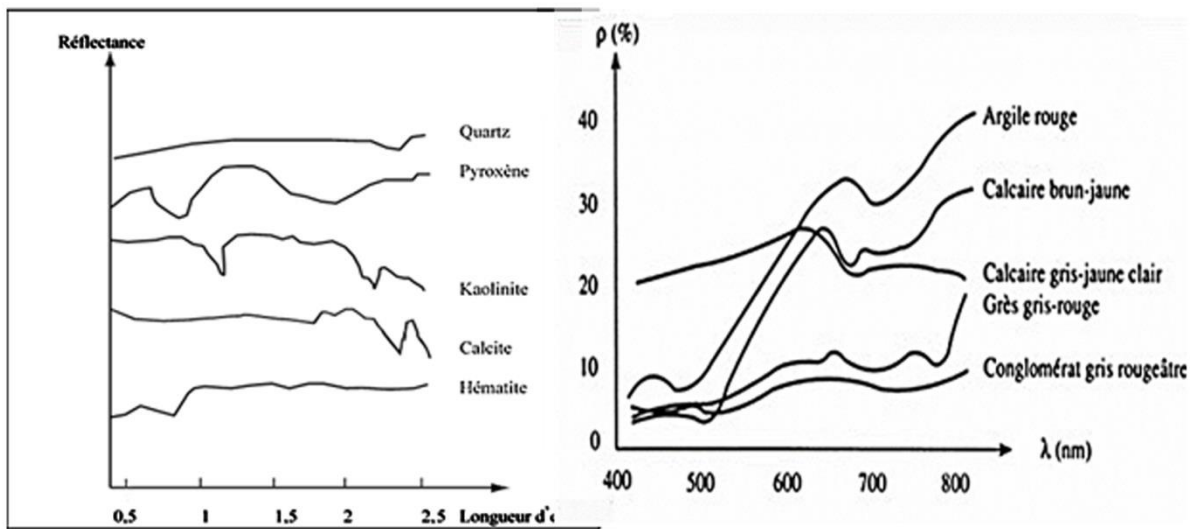 Réflectance
Quartz
Pyroxène
Kaolinite
Calcite
Hématite
0.5 1 1.5 2 2.5 Longueur d'
ρ (%)
40
30
20
10
0
Argile rouge
Calcaire brun-jaune
Calcaire gris-jaune clair
Grès gris-rouge
Conglomérat gris rougeâtre
λ (nm)
400 500 600 700 800